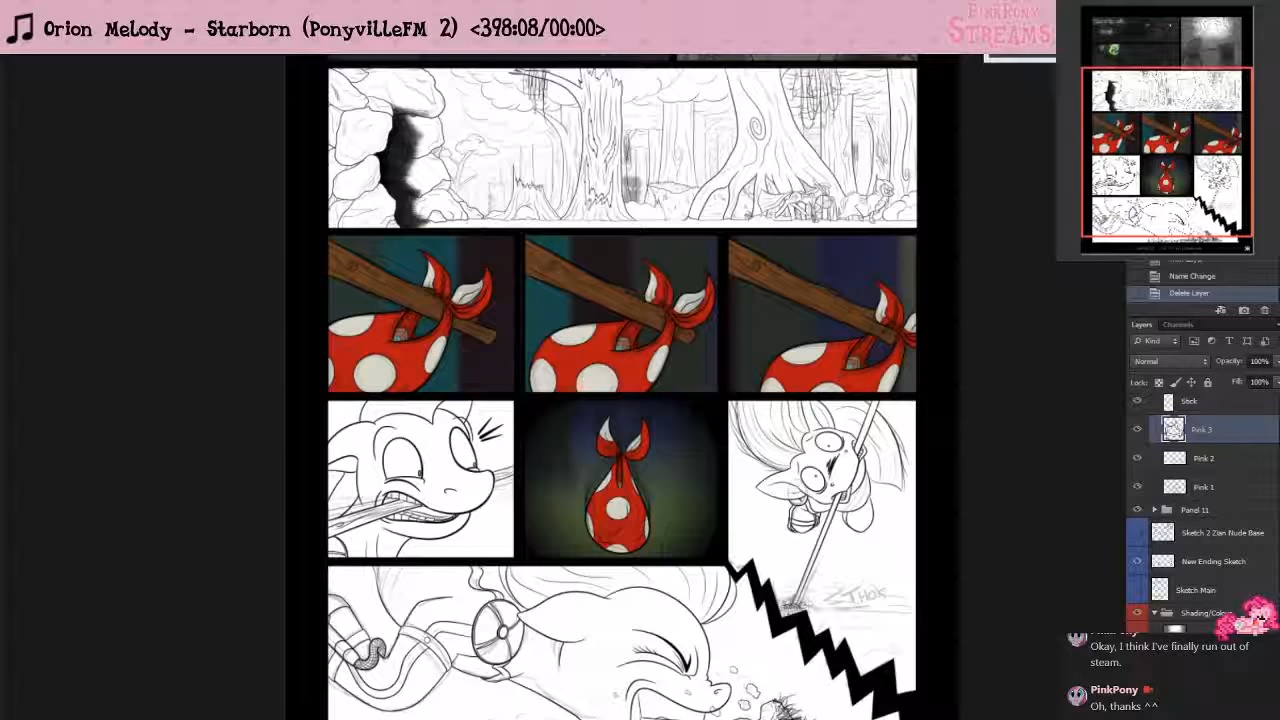 Orion Melody - Starborn (PonyvilleFM 2) <398:08/00:00>
PinkPony
Streams
Name Change
Delete Layer
Layers Channels
Kind
Normal Opacity: 100%
Lock: Fill: 100%
Stick
Pink 3
Pink 2
Pink 1
Panel 11
Sketch 2 Zian Nude Base
New Ending Sketch
Sketch Main
Shading/Colou
Okay, I think I've finally run out of
steam.
PinkPony
Oh, thanks ^^